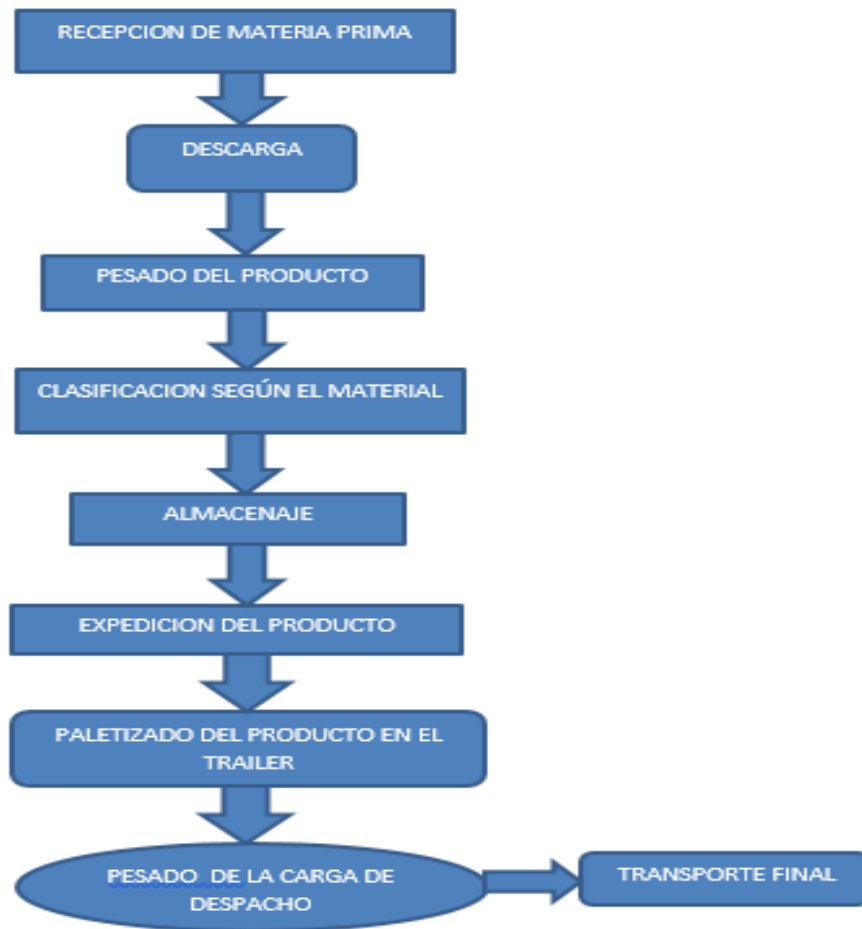 RECEPCION DE MATERIA PRIMA
DESCARGA
PESADO DEL PRODUCTO
CLASIFICACION SEGÚN EL MATERIAL
ALMACENAJE
EXPEDICION DEL PRODUCTO
PALETIZADO DEL PRODUCTO EN EL
TRAILER
PESADO DE LA CARGA DE
DESPACHO
TRANSPORTE FINAL